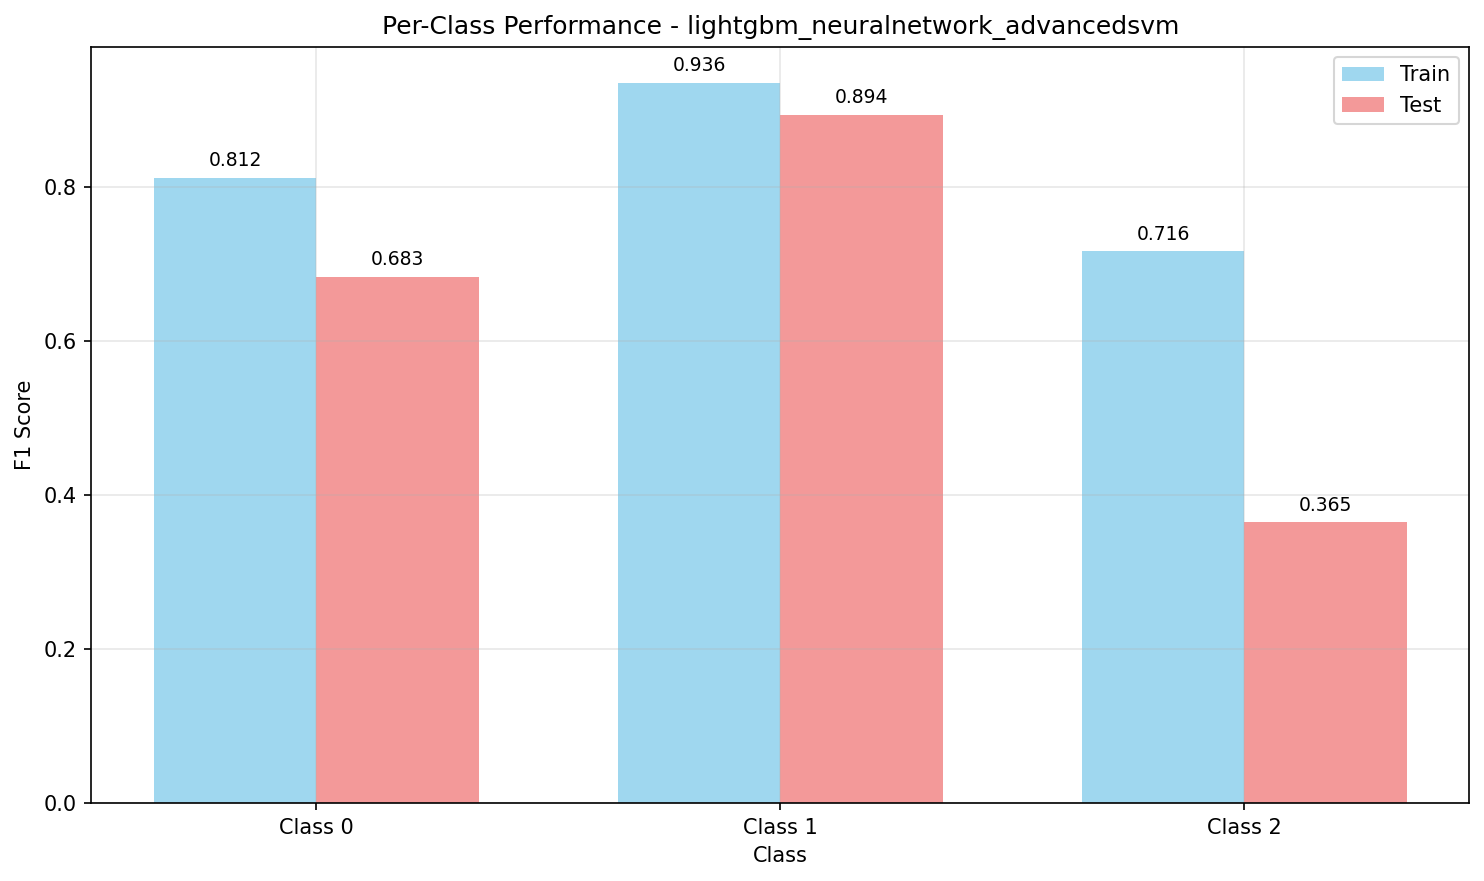 Per-Class Performance - lightgbm_neuralnetwork_advancedsvm
Train
Test
0.812
0.683
0.936
0.894
0.716
0.365
F1 Score
0.8
0.6
0.4
0.2
0.0
Class 0
Class 1
Class 2
Class